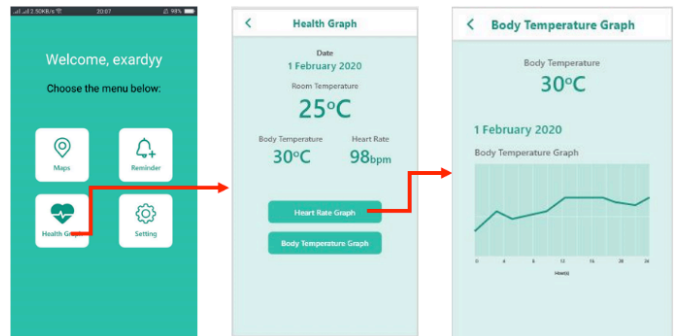 2.50KB/s 20:07 98%
Welcome, exardyy
Choose the menu below:
Maps
Reminder
Health Graph
Setting
Health Graph
Date
1 February 2020
Room Temperature
25°C
Body Temperature
Heart Rate
30°C
98bpm
Heart Rate Graph
Body Temperature Graph
Body Temperature Graph
Body Temperature
30°C
1 February 2020
Body Temperature Graph
0 4 8 12 16 20 24
Hour(s)